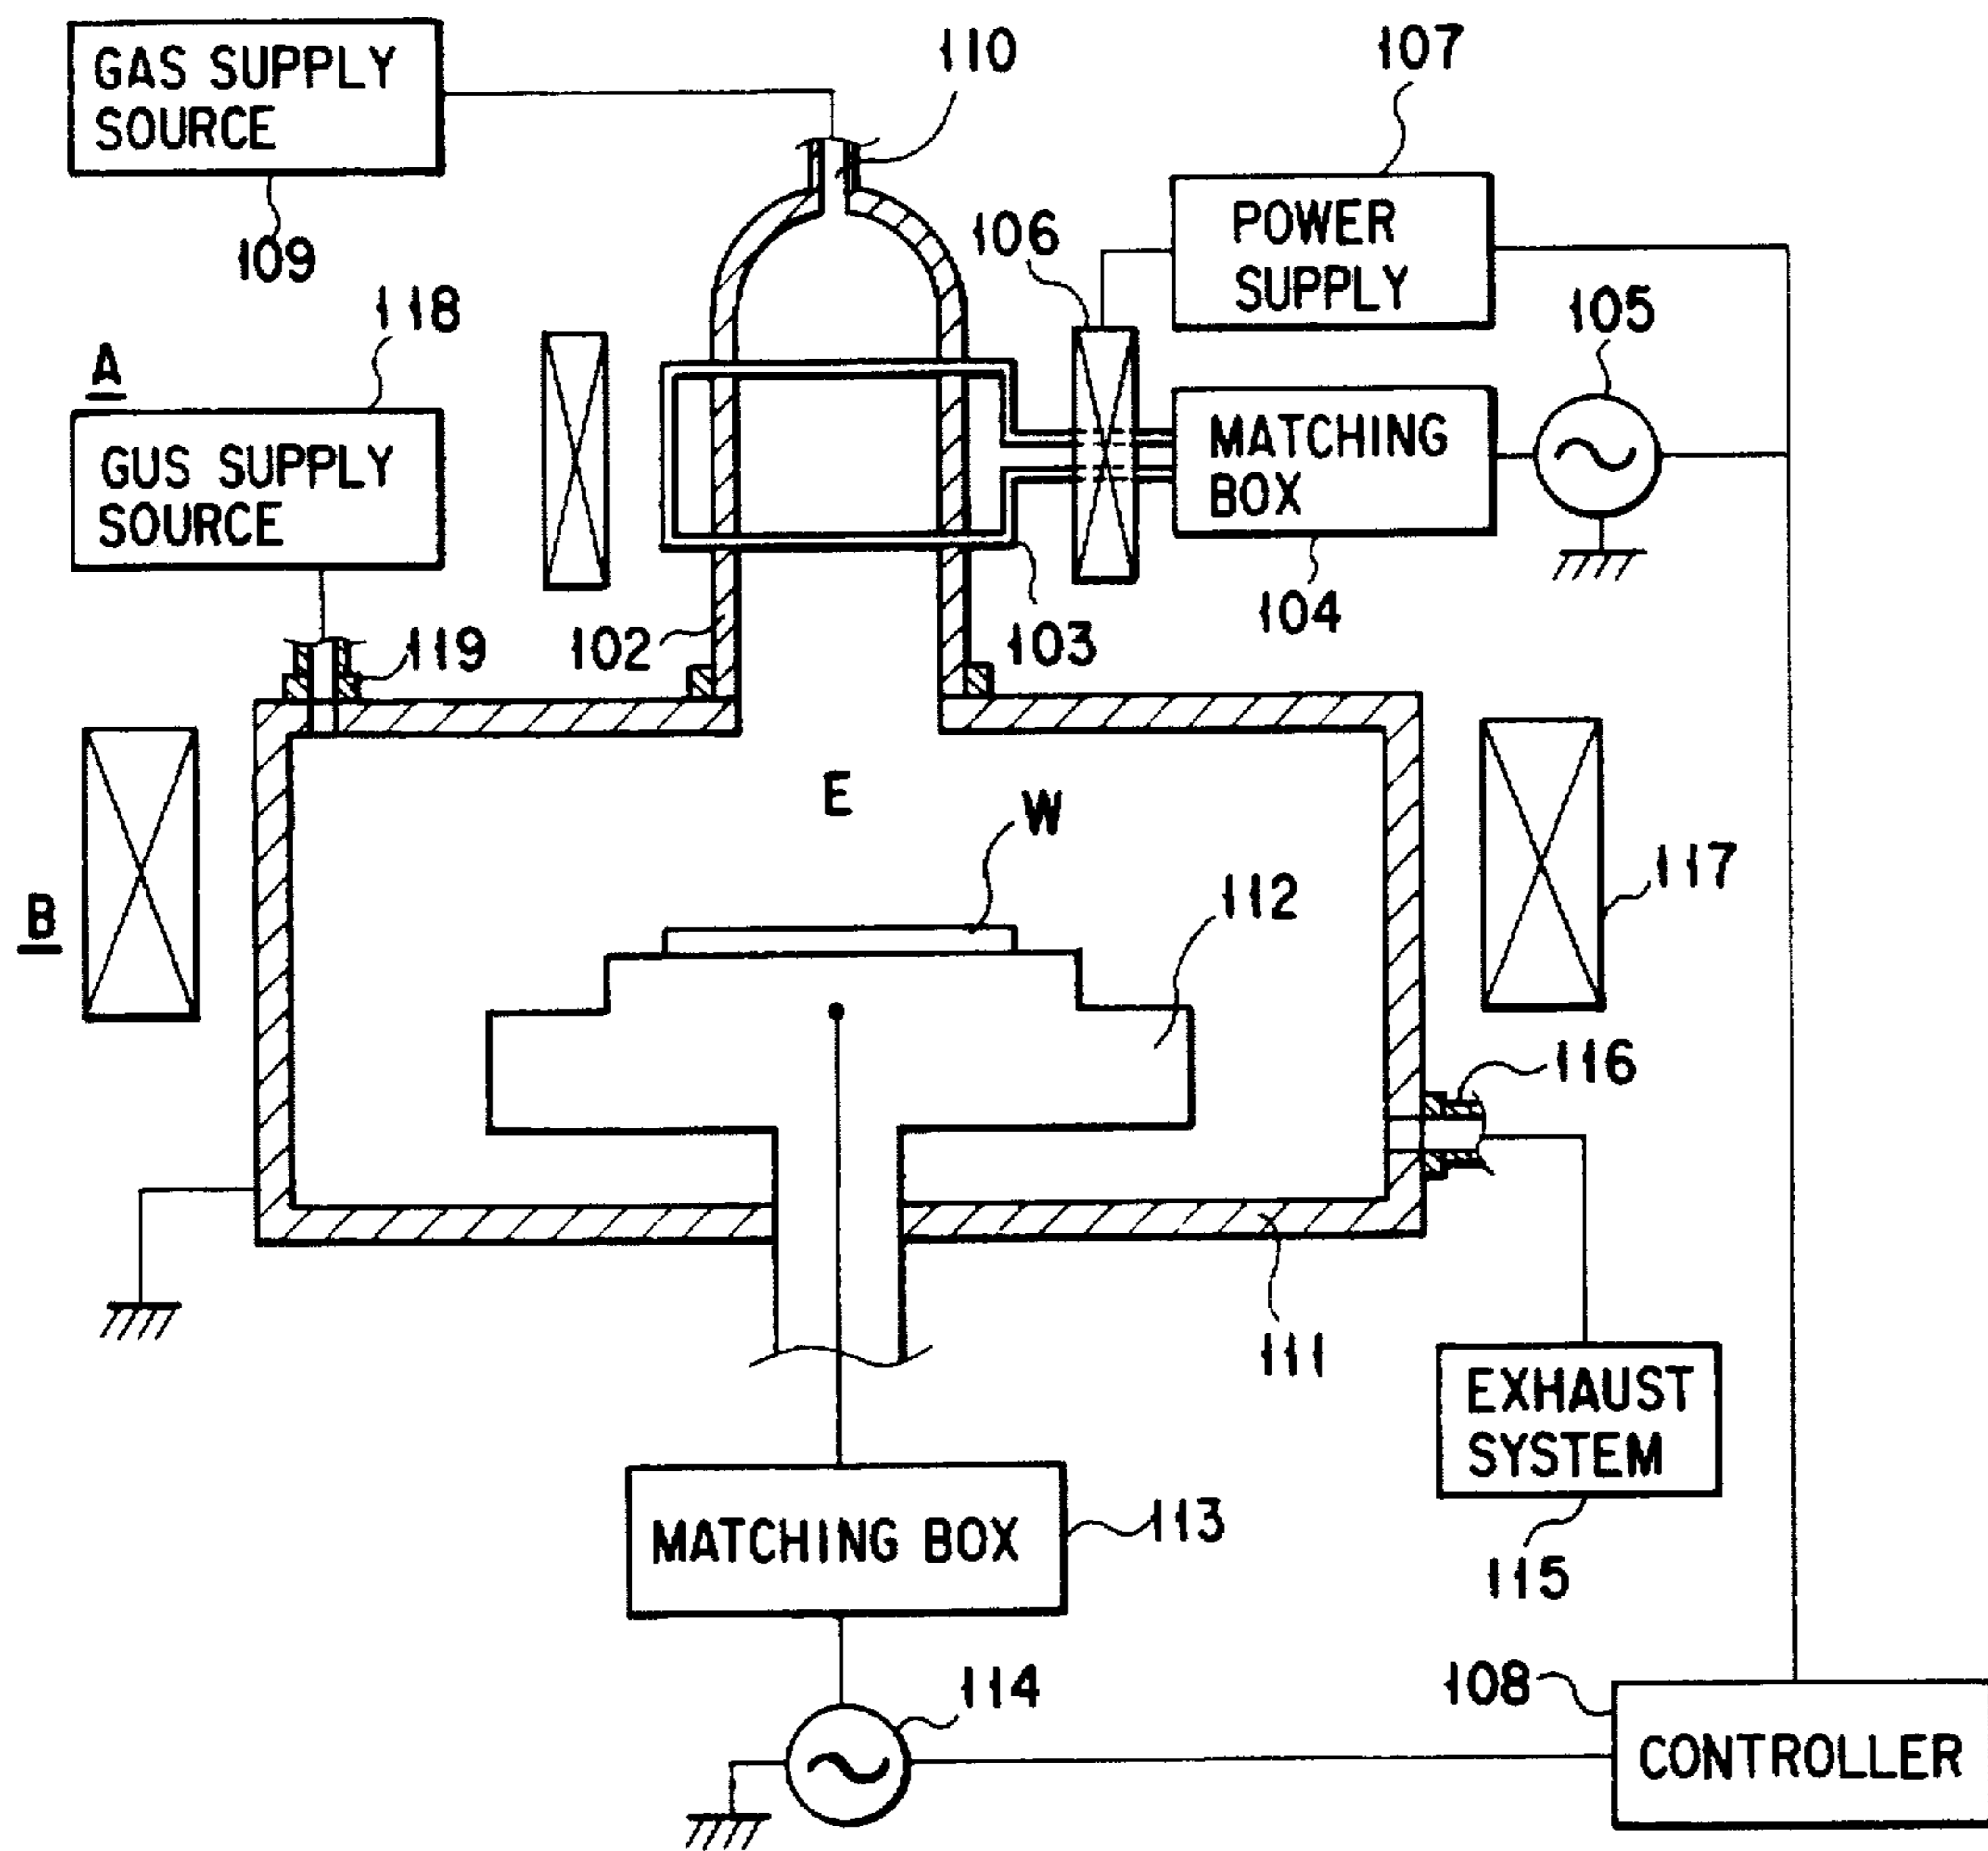 GAS SUPPLY
SOURCE
109
110
107
POWER
SUPPLY
106
105
118
A
GUS SUPPLY
SOURCE
MATCHING
BOX
104
102
103
119
E
W
B
112
117
116
111
EXHAUST
SYSTEM
115
MATCHING BOX
113
114
108
CONTROLLER